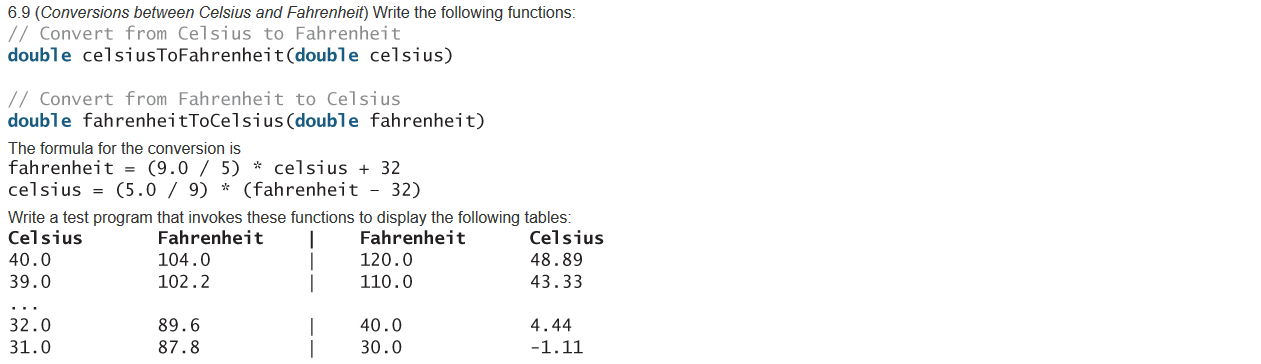 6.9 (Conversions between Celsius and Fahrenheit) Write the following functions:
// Convert from Celsius to Fahrenheit
double celsiusToFahrenheit(double celsius)
// Convert from Fahrenheit to Celsius
double fahrenheitToCelsius(double fahrenheit)
The formula for the conversion is
fahrenheit = (9.0 / 5) * celsius + 32
celsius = (5.0 / 9) * (fahrenheit - 32)
Write a test program that invokes these functions to display the following tables:
Celsius Fahrenheit | Fahrenheit Celsius
40.0 104.0 | 120.0 48.89
39.0 102.2 | 110.0 43.33
...
32.0 89.6 | 40.0 4.44
31.0 87.8 | 30.0 -1.11